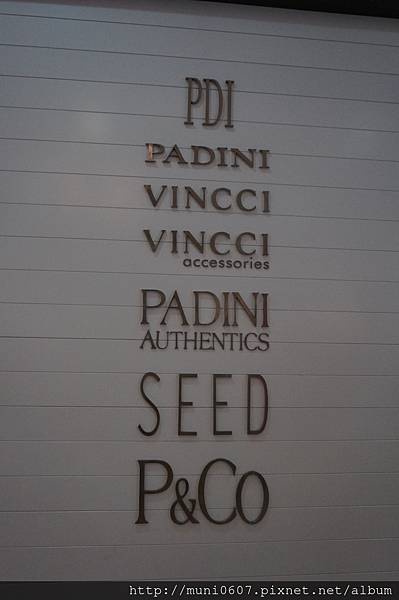 PDI
PADINI
VINCCI
VINCCI
accessories
PADINI
AUTHENTICS
SEED
P&Co
http://muni0607.pixnet.net/album